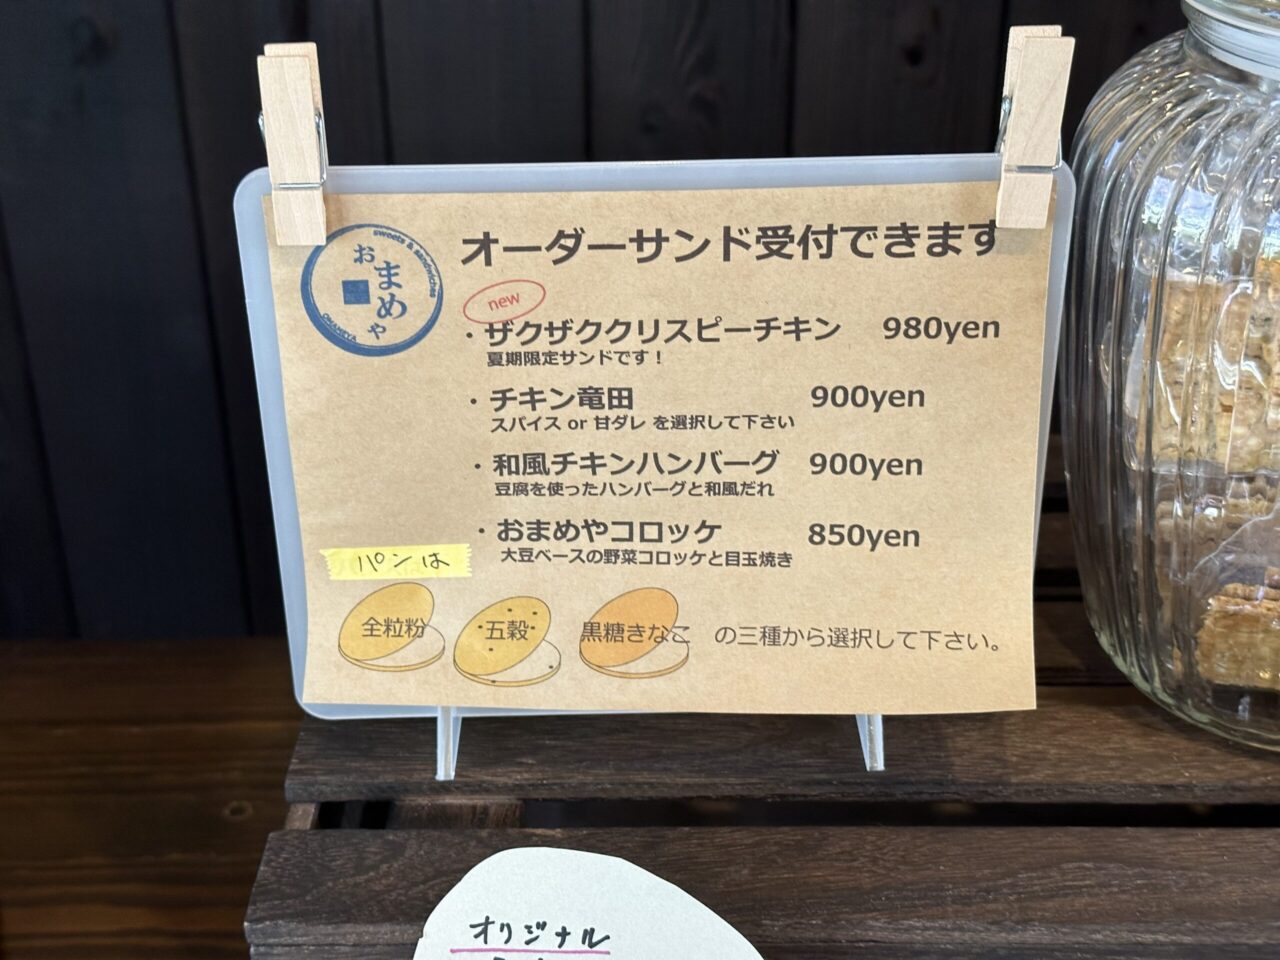 sweets & sandwiches
おまめや
OMAMEYA
オーダーサンド受付できます
new
・ザクザククリスピーチキン 980yen
夏期限定サンドです！
・チキン竜田 900yen
スパイス or 甘ダレ を選択して下さい
・和風チキンハンバーグ 900yen
豆腐を使ったハンバーグと和風だれ
・おまめやコロッケ 850yen
大豆ベースの野菜コロッケと目玉焼き
パンは
全粒粉 五穀 黒糖きなこ の三種から選択して下さい。
オリジナル